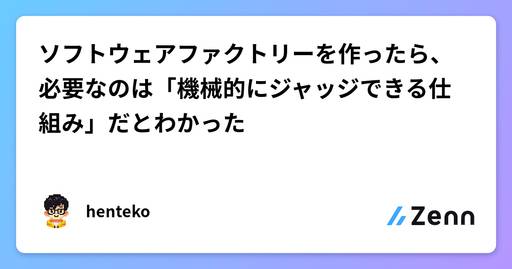 ソフトウェアファクトリーを作ったら、
必要なのは「機械的にジャッジできる仕
組み」だとわかった
henteko
Zenn